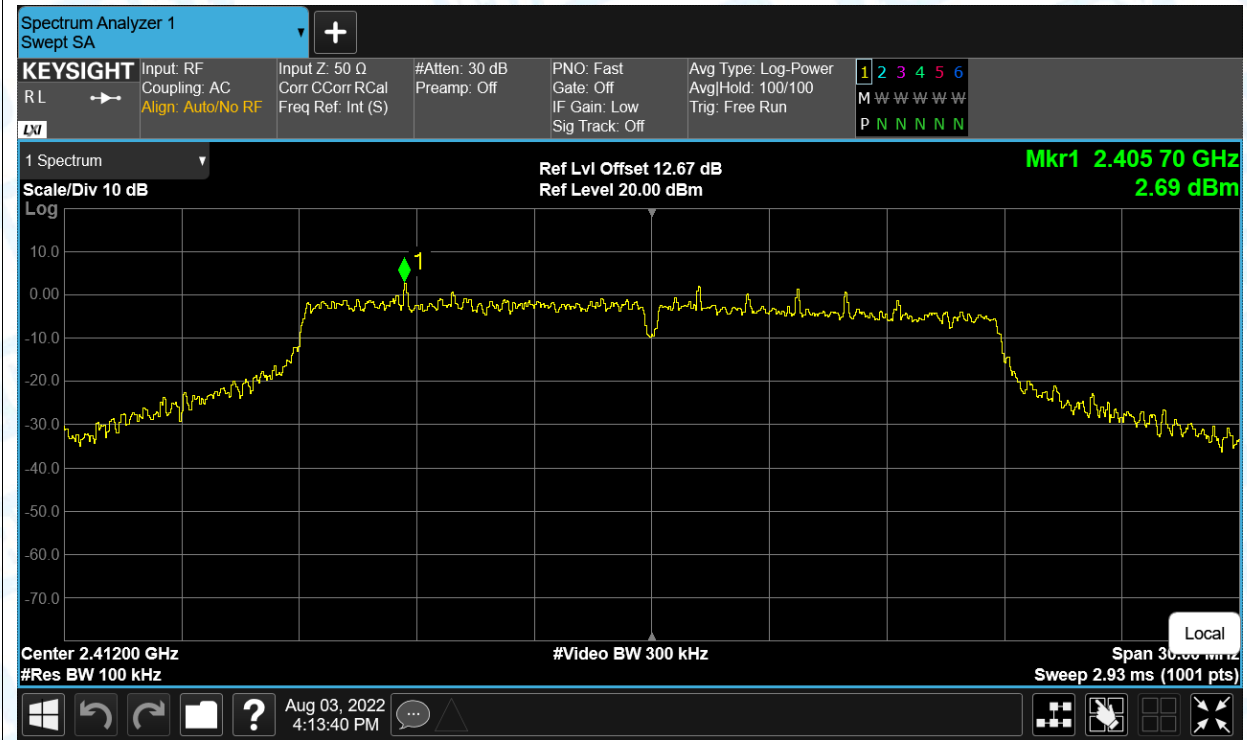 Spectrum Analyzer 1
Swept SA
KEYSIGHT
R L
LXI
Input: RF
Coupling: AC
Align: Auto/No RF
Input Z: 50 Ω
Corr CCorr RCal
Freq Ref: Int (S)
#Atten: 30 dB
Preamp: Off
PNO: Fast
Gate: Off
IF Gain: Low
Sig Track: Off
Avg Type: Log-Power
Avg|Hold: 100/100
Trig: Free Run
1 2 3 4 5 6
M W W W W W W
P N N N N N N
1 Spectrum
Scale/Div 10 dB
Log
Ref Lvl Offset 12.67 dB
Ref Level 20.00 dBm
Mkr1 2.405 70 GHz
2.69 dBm
1
10.0
0.00
-10.0
-20.0
-30.0
-40.0
-50.0
-60.0
-70.0
Local
Center 2.41200 GHz
#Res BW 100 kHz
#Video BW 300 kHz
Span 30.00 MHz
Sweep 2.93 ms (1001 pts)
?
Aug 03, 2022
4:13:40 PM